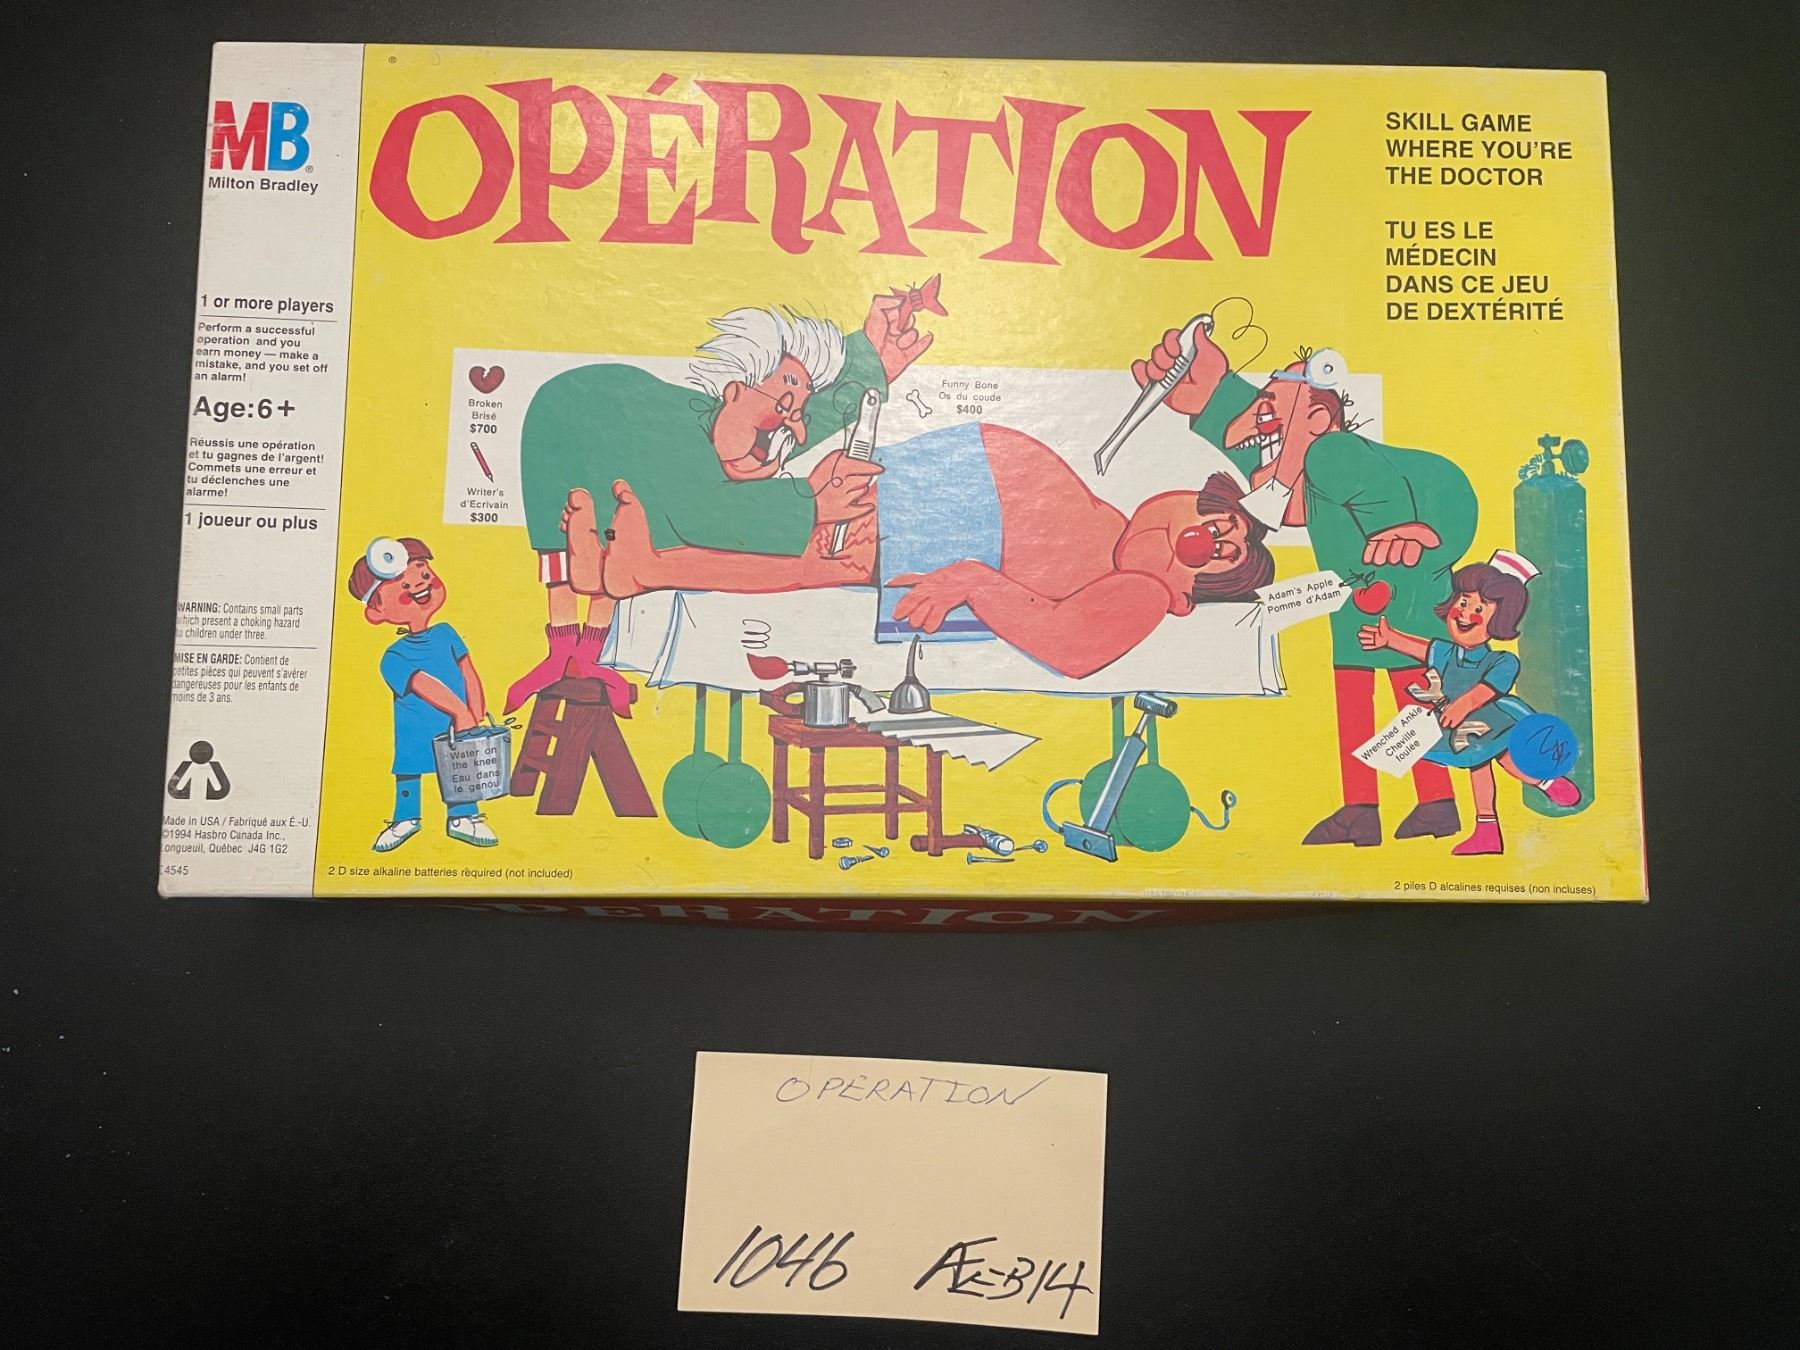 MB®
Milton Bradley
1 or more players
Perform a successful
operation and you
earn money — make a
mistake, and you set off
an alarm!
Age:6+
Réussis une opération
et tu gagnes de l'argent!
Commets une erreur et
tu déclenches une
alarme!
1 joueur ou plus
WARNING: Contains small parts
which present a choking hazard
to children under three.
MISE EN GARDE: Contient de
petites pièces qui peuvent s'avérer
dangereuses pour les enfants de
moins de 3 ans.
Made in USA / Fabriqué aux É.-U.
©1994 Hasbro Canada Inc.,
Longueuil, Québec J4G 1G2
4545
®
OPÉRATION
SKILL GAME
WHERE YOU'RE
THE DOCTOR
TU ES LE
MÉDECIN
DANS CE JEU
DE DEXTÉRITÉ
Broken
Brisé
$700
Writer's
d'Ecrivain
$300
Funny Bone
Os du coude
$400
Adam's Apple
Pomme d'Adam
Wrenched Ankle
Cheville
foulée
Water on
the knee
Eau dans
le genou
2 D size alkaline batteries required (not included)
2 piles D alcalines requises (non incluses)
OPERATION
OPÉRATION
1046